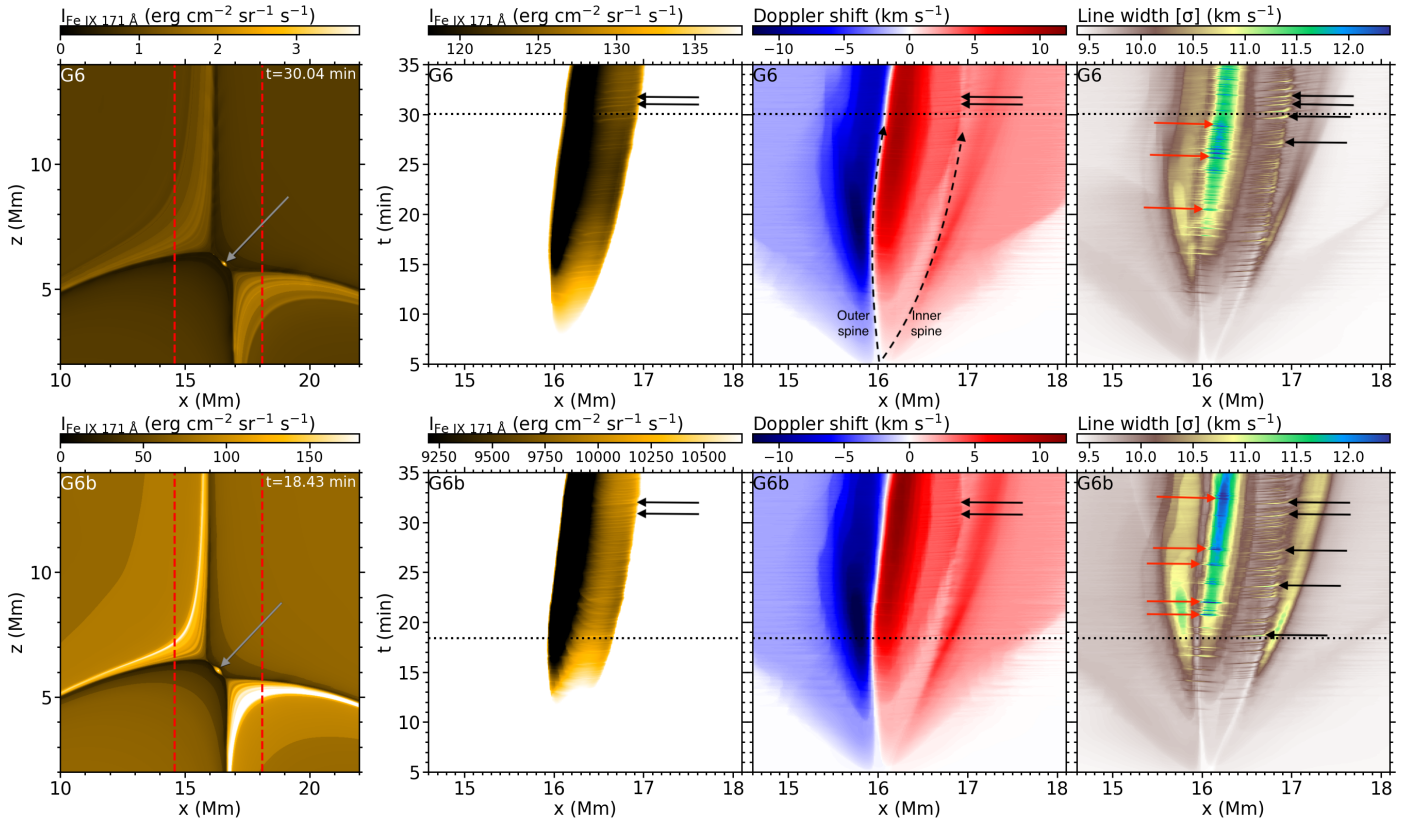 I Fe IX 171 Å (erg cm⁻² sr⁻¹ s⁻¹)
I Fe IX 171 Å (erg cm⁻² sr⁻¹ s⁻¹)
Doppler shift (km s⁻¹)
Line width [σ] (km s⁻¹)
0 1 2 3
120 125 130 135
−10 −5 0 5 10
9.5 10.0 10.5 11.0 11.5 12.0
G6 t=30.04 min
G6
G6
G6
z (Mm)
10
5
t (min)
35
30
25
20
15
10
5
Outer spine
Inner spine
10 15 20
15 16 17 18
15 16 17 18
15 16 17 18
x (Mm)
x (Mm)
x (Mm)
x (Mm)
I Fe IX 171 Å (erg cm⁻² sr⁻¹ s⁻¹)
I Fe IX 171 Å (erg cm⁻² sr⁻¹ s⁻¹)
Doppler shift (km s⁻¹)
Line width [σ] (km s⁻¹)
0 50 100 150
9250 9500 9750 10000 10250 10500
−10 −5 0 5 10
9.5 10.0 10.5 11.0 11.5 12.0
G6b t=18.43 min
G6b
G6b
G6b
z (Mm)
10
5
t (min)
35
30
25
20
15
10
5
10 15 20
15 16 17 18
15 16 17 18
15 16 17 18
x (Mm)
x (Mm)
x (Mm)
x (Mm)